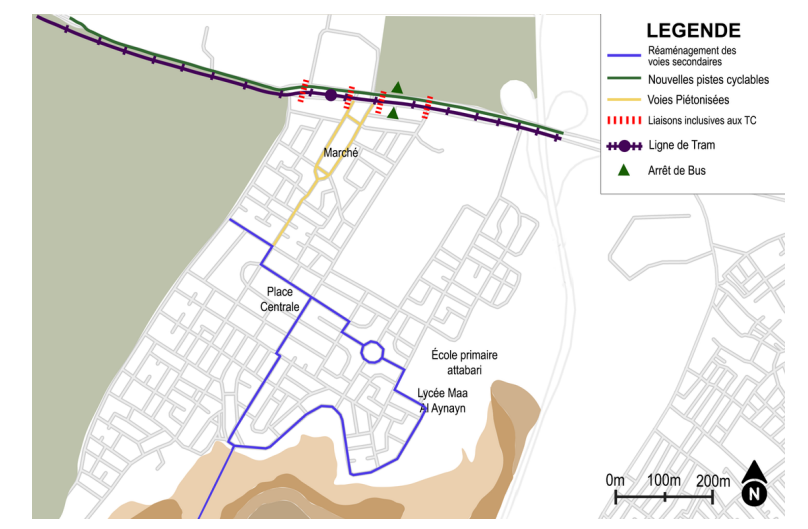 LEGENDE
Réaménagement des
voies secondaires
Nouvelles pistes cyclables
Voies Piétonisées
Liaisons inclusives aux TC
Ligne de Tram
Arrêt de Bus
Marché
Place
Centrale
École primaire
attabari
Lycée Maa
Al Aynayn
0m 100m 200m
N